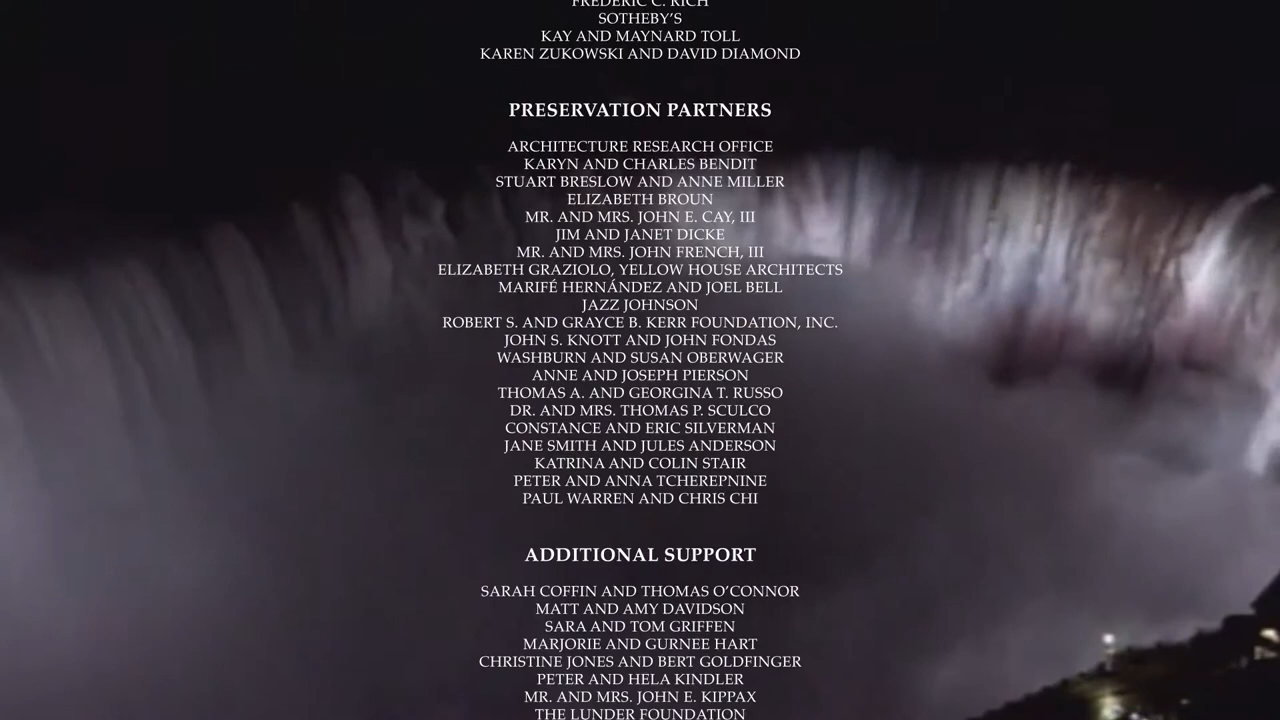 FREDERIC C. RICH
SOTHEBY'S
KAY AND MAYNARD TOLL
KAREN ZUKOWSKI AND DAVID DIAMOND
PRESERVATION PARTNERS
ARCHITECTURE RESEARCH OFFICE
KARYN AND CHARLES BENDIT
STUART BRESLOW AND ANNE MILLER
ELIZABETH BROUN
MR. AND MRS. JOHN E. CAY, III
JIM AND JANET DICKE
MR. AND MRS. JOHN FRENCH, III
ELIZABETH GRAZIOLO, YELLOW HOUSE ARCHITECTS
MARIFÉ HERNÁNDEZ AND JOEL BELL
JAZZ JOHNSON
ROBERT S. AND GRAYCE B. KERR FOUNDATION, INC.
JOHN S. KNOTT AND JOHN FONDAS
WASHBURN AND SUSAN OBERWAGER
ANNE AND JOSEPH PIERSON
THOMAS A. AND GEORGINA T. RUSSO
DR. AND MRS. THOMAS P. SCULCO
CONSTANCE AND ERIC SILVERMAN
JANE SMITH AND JULES ANDERSON
KATRINA AND COLIN STAIR
PETER AND ANNA TCHEREPNINE
PAUL WARREN AND CHRIS CHI
ADDITIONAL SUPPORT
SARAH COFFIN AND THOMAS O'CONNOR
MATT AND AMY DAVIDSON
SARA AND TOM GRIFFEN
MARJORIE AND GURNEE HART
CHRISTINE JONES AND BERT GOLDFINGER
PETER AND HELA KINDLER
MR. AND MRS. JOHN E. KIPPAX
THE LUNDER FOUNDATION